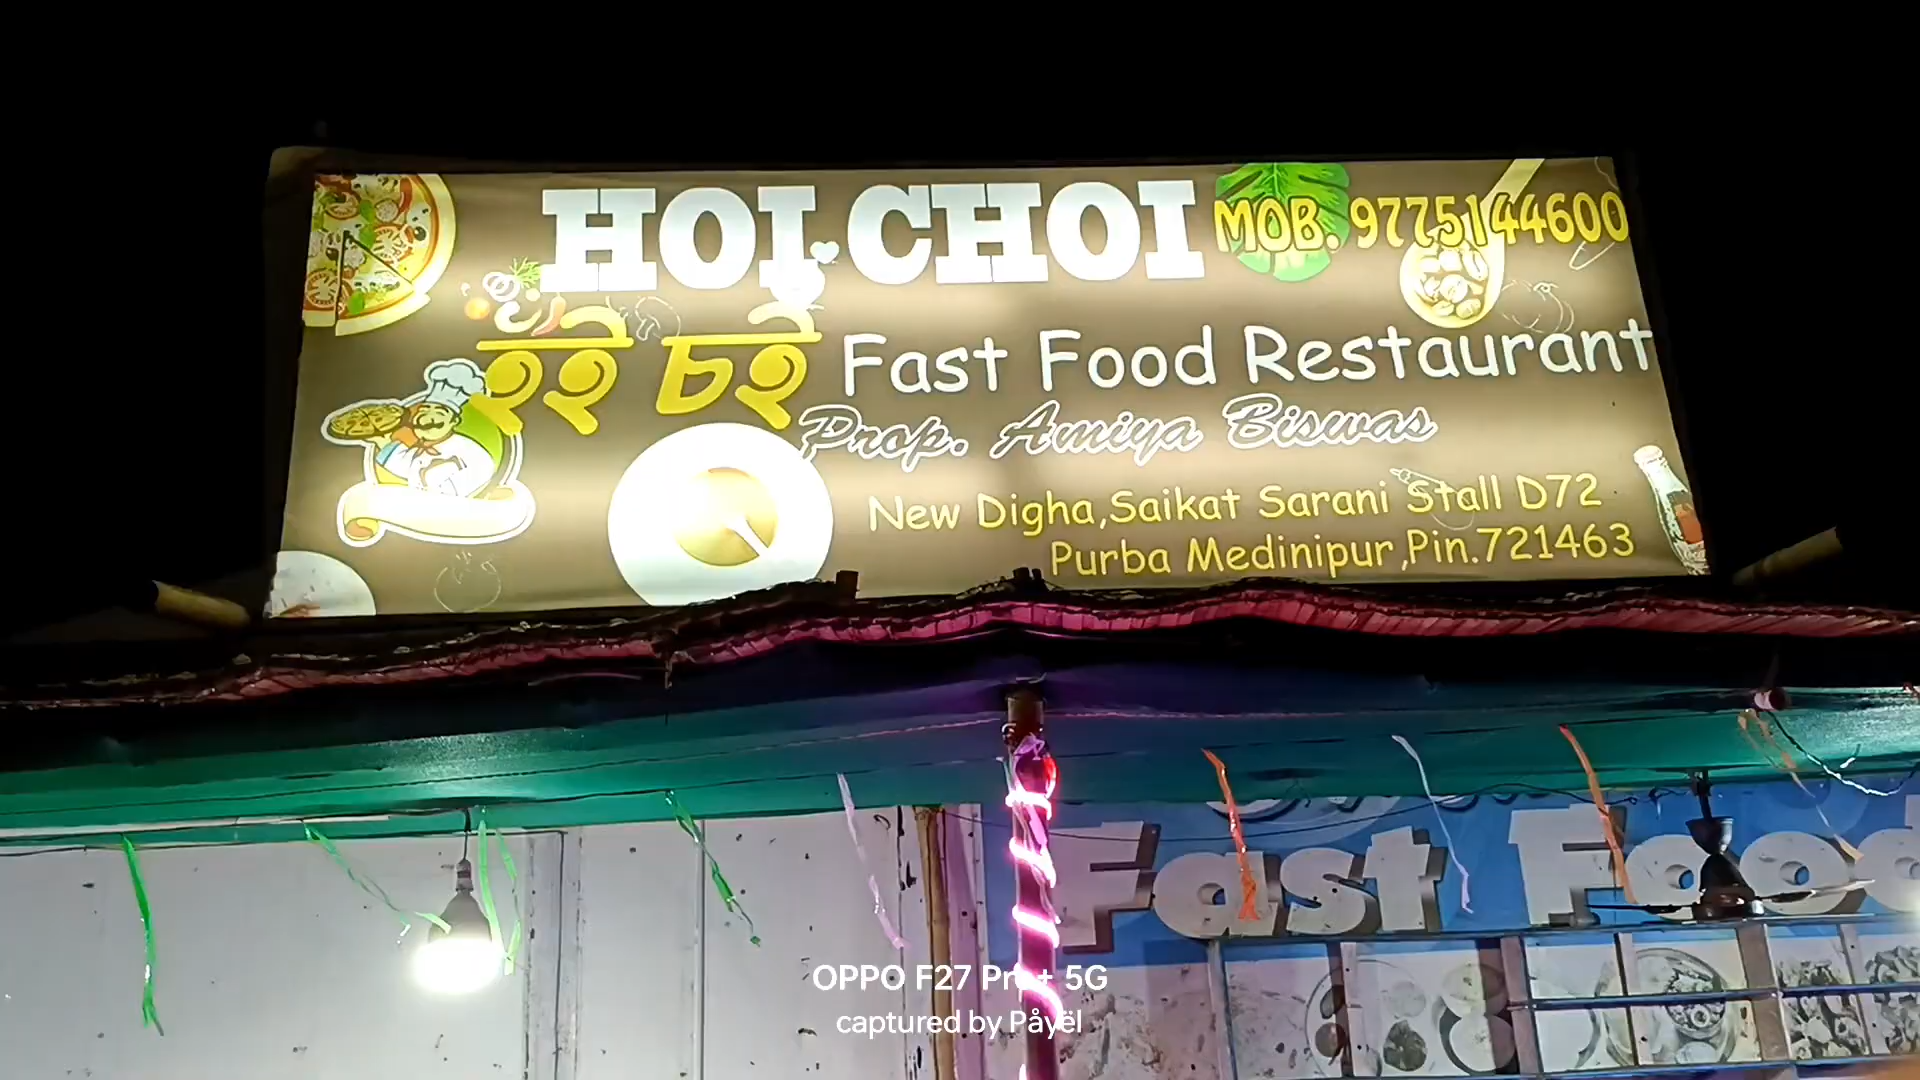 HOI CHOI
MOB. 9775144600
হই চই Fast Food Restaurant
Prop. Amiya Biswas
New Digha,Saikat Sarani Stall D72
Purba Medinipur,Pin.721463
Fast Food
OPPO F27 Pro+ 5G
captured by Påyël